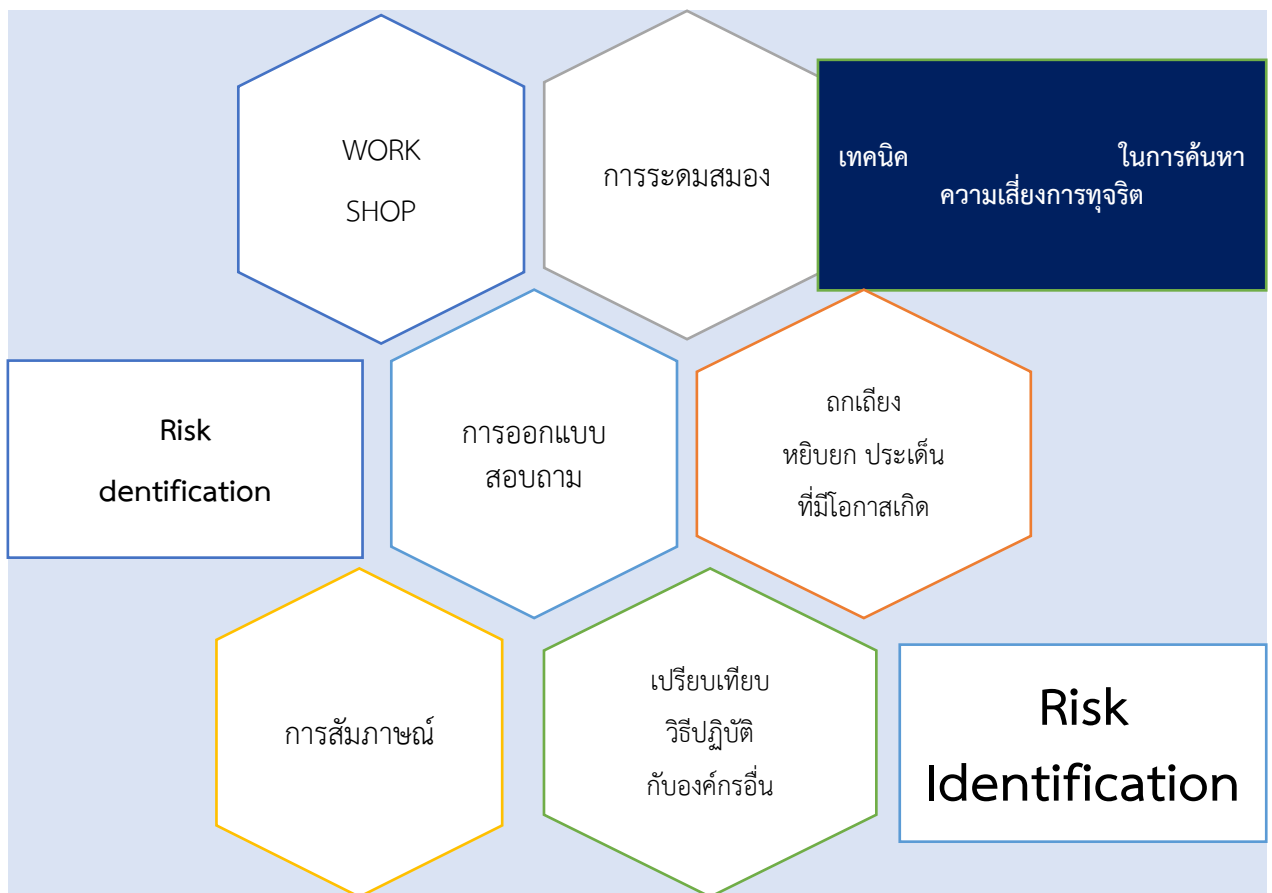 WORK
SHOP
การระดมสมอง
เทคนิค ในการค้นหา
ความเสี่ยงการทุจริต
Risk
dentification
การออกแบบ
สอบถาม
ถกเถียง
หยิบยก ประเด็น
ที่มีโอกาสเกิด
การสัมภาษณ์
เปรียบเทียบ
วิธีปฏิบัติ
กับองค์กรอื่น
Risk
Identification